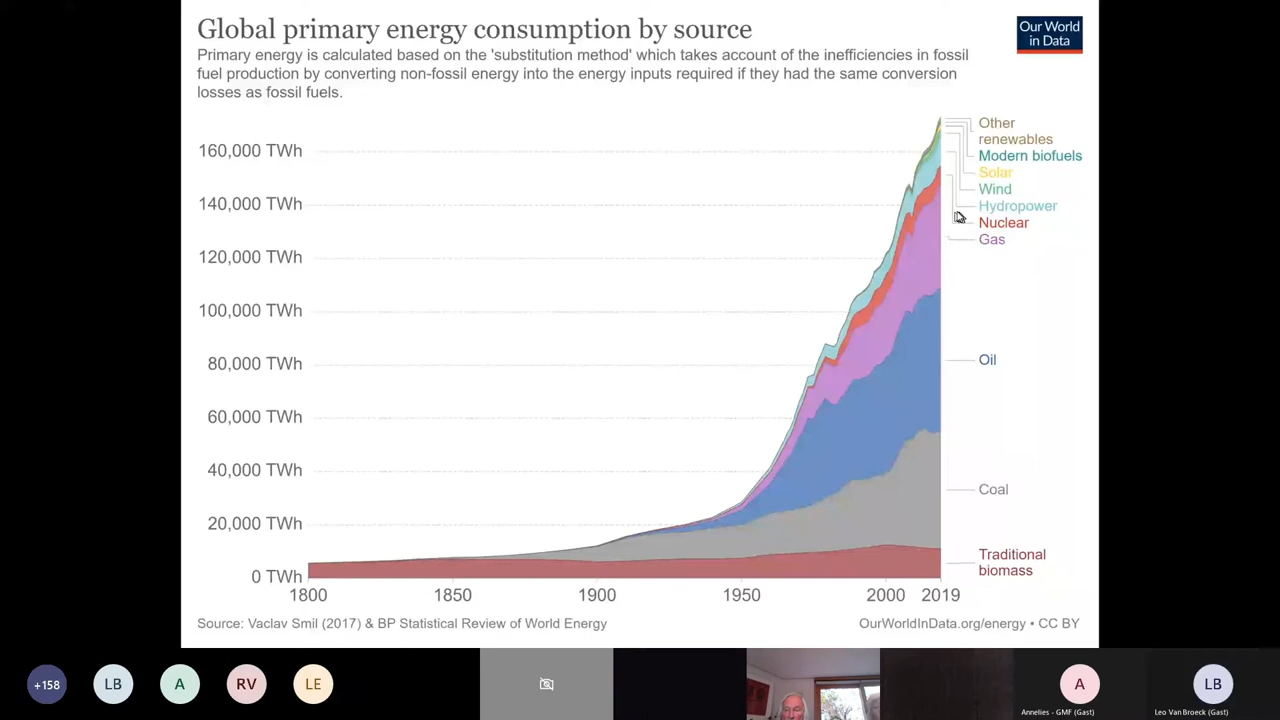 Global primary energy consumption by source
Our World
in Data
Primary energy is calculated based on the 'substitution method' which takes account of the inefficiencies in fossil
fuel production by converting non-fossil energy into the energy inputs required if they had the same conversion
losses as fossil fuels.
160,000 TWh
140,000 TWh
120,000 TWh
100,000 TWh
80,000 TWh
60,000 TWh
40,000 TWh
20,000 TWh
0 TWh
Other
renewables
Modern biofuels
Solar
Wind
Hydropower
Nuclear
Gas
Oil
Coal
Traditional
biomass
1800
1850
1900
1950
2000
2019
Source: Vaclav Smil (2017) & BP Statistical Review of World Energy
OurWorldInData.org/energy • CC BY
+158
LB
A
RV
LE
A
LB
Annelies - GMF (Gast)
Leo Van Broeck (Gast)